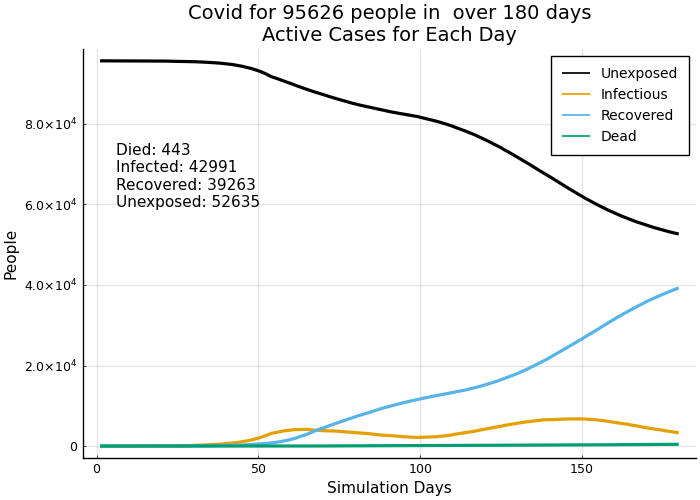 Covid for 95626 people in  over 180 days
Active Cases for Each Day
Unexposed
Infectious
Recovered
Dead
8.0×10⁴
Died: 443
Infected: 42991
Recovered: 39263
Unexposed: 52635
6.0×10⁴
People
4.0×10⁴
2.0×10⁴
0
0 50 100 150
Simulation Days